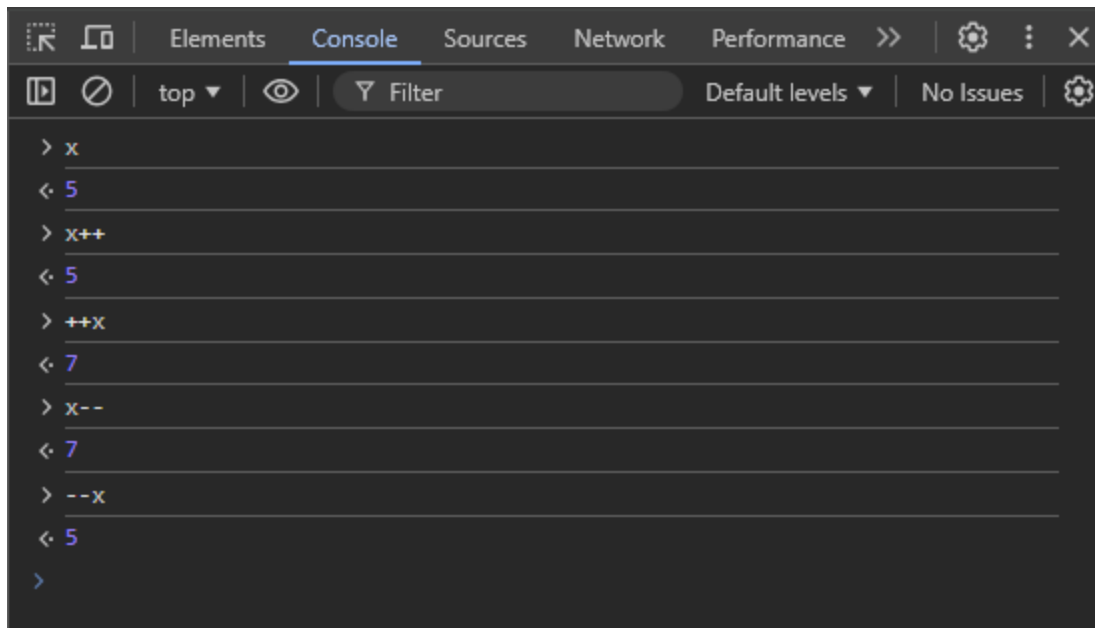 Elements Console Sources Network Performance
top Filter Default levels No Issues
> x
5
> x++
5
> ++x
7
> x--
7
> --x
5
>